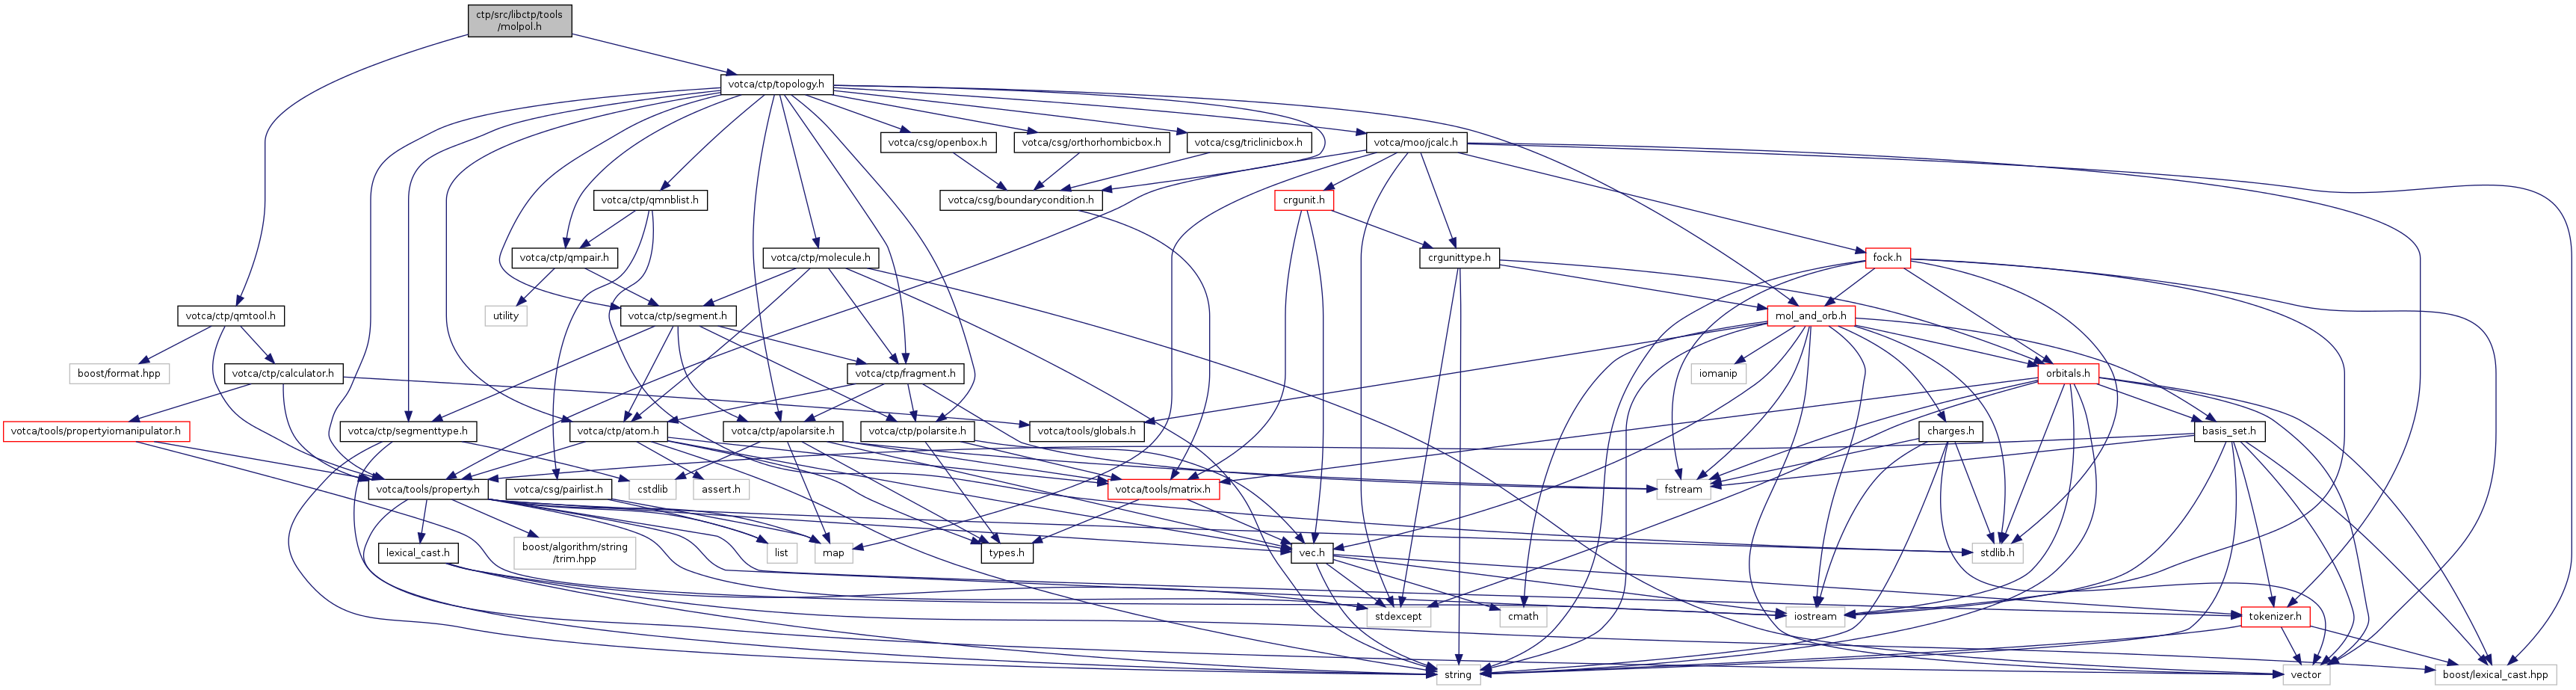 ctp/src/libctp/tools
/molpol.h
votca/ctp/topology.h
votca/csg/openbox.h
votca/csg/orthorhombicbox.h
votca/csg/triclinicbox.h
votca/moo/jcalc.h
votca/ctp/qmnblist.h
votca/csg/boundarycondition.h
crgunit.h
votca/ctp/qmpair.h
votca/ctp/molecule.h
crgunittype.h
fock.h
votca/ctp/qmtool.h
utility
votca/ctp/segment.h
mol_and_orb.h
boost/format.hpp
votca/ctp/calculator.h
votca/ctp/fragment.h
iomanip
orbitals.h
votca/tools/propertyiomanipulator.h
votca/ctp/segmenttype.h
votca/ctp/atom.h
votca/ctp/apolarsite.h
votca/ctp/polarsite.h
votca/tools/globals.h
charges.h
basis_set.h
votca/tools/property.h
votca/csg/pairlist.h
cstdlib
assert.h
votca/tools/matrix.h
fstream
lexical_cast.h
boost/algorithm/string
/trim.hpp
list
map
types.h
vec.h
stdlib.h
stdexcept
cmath
iostream
tokenizer.h
string
vector
boost/lexical_cast.hpp